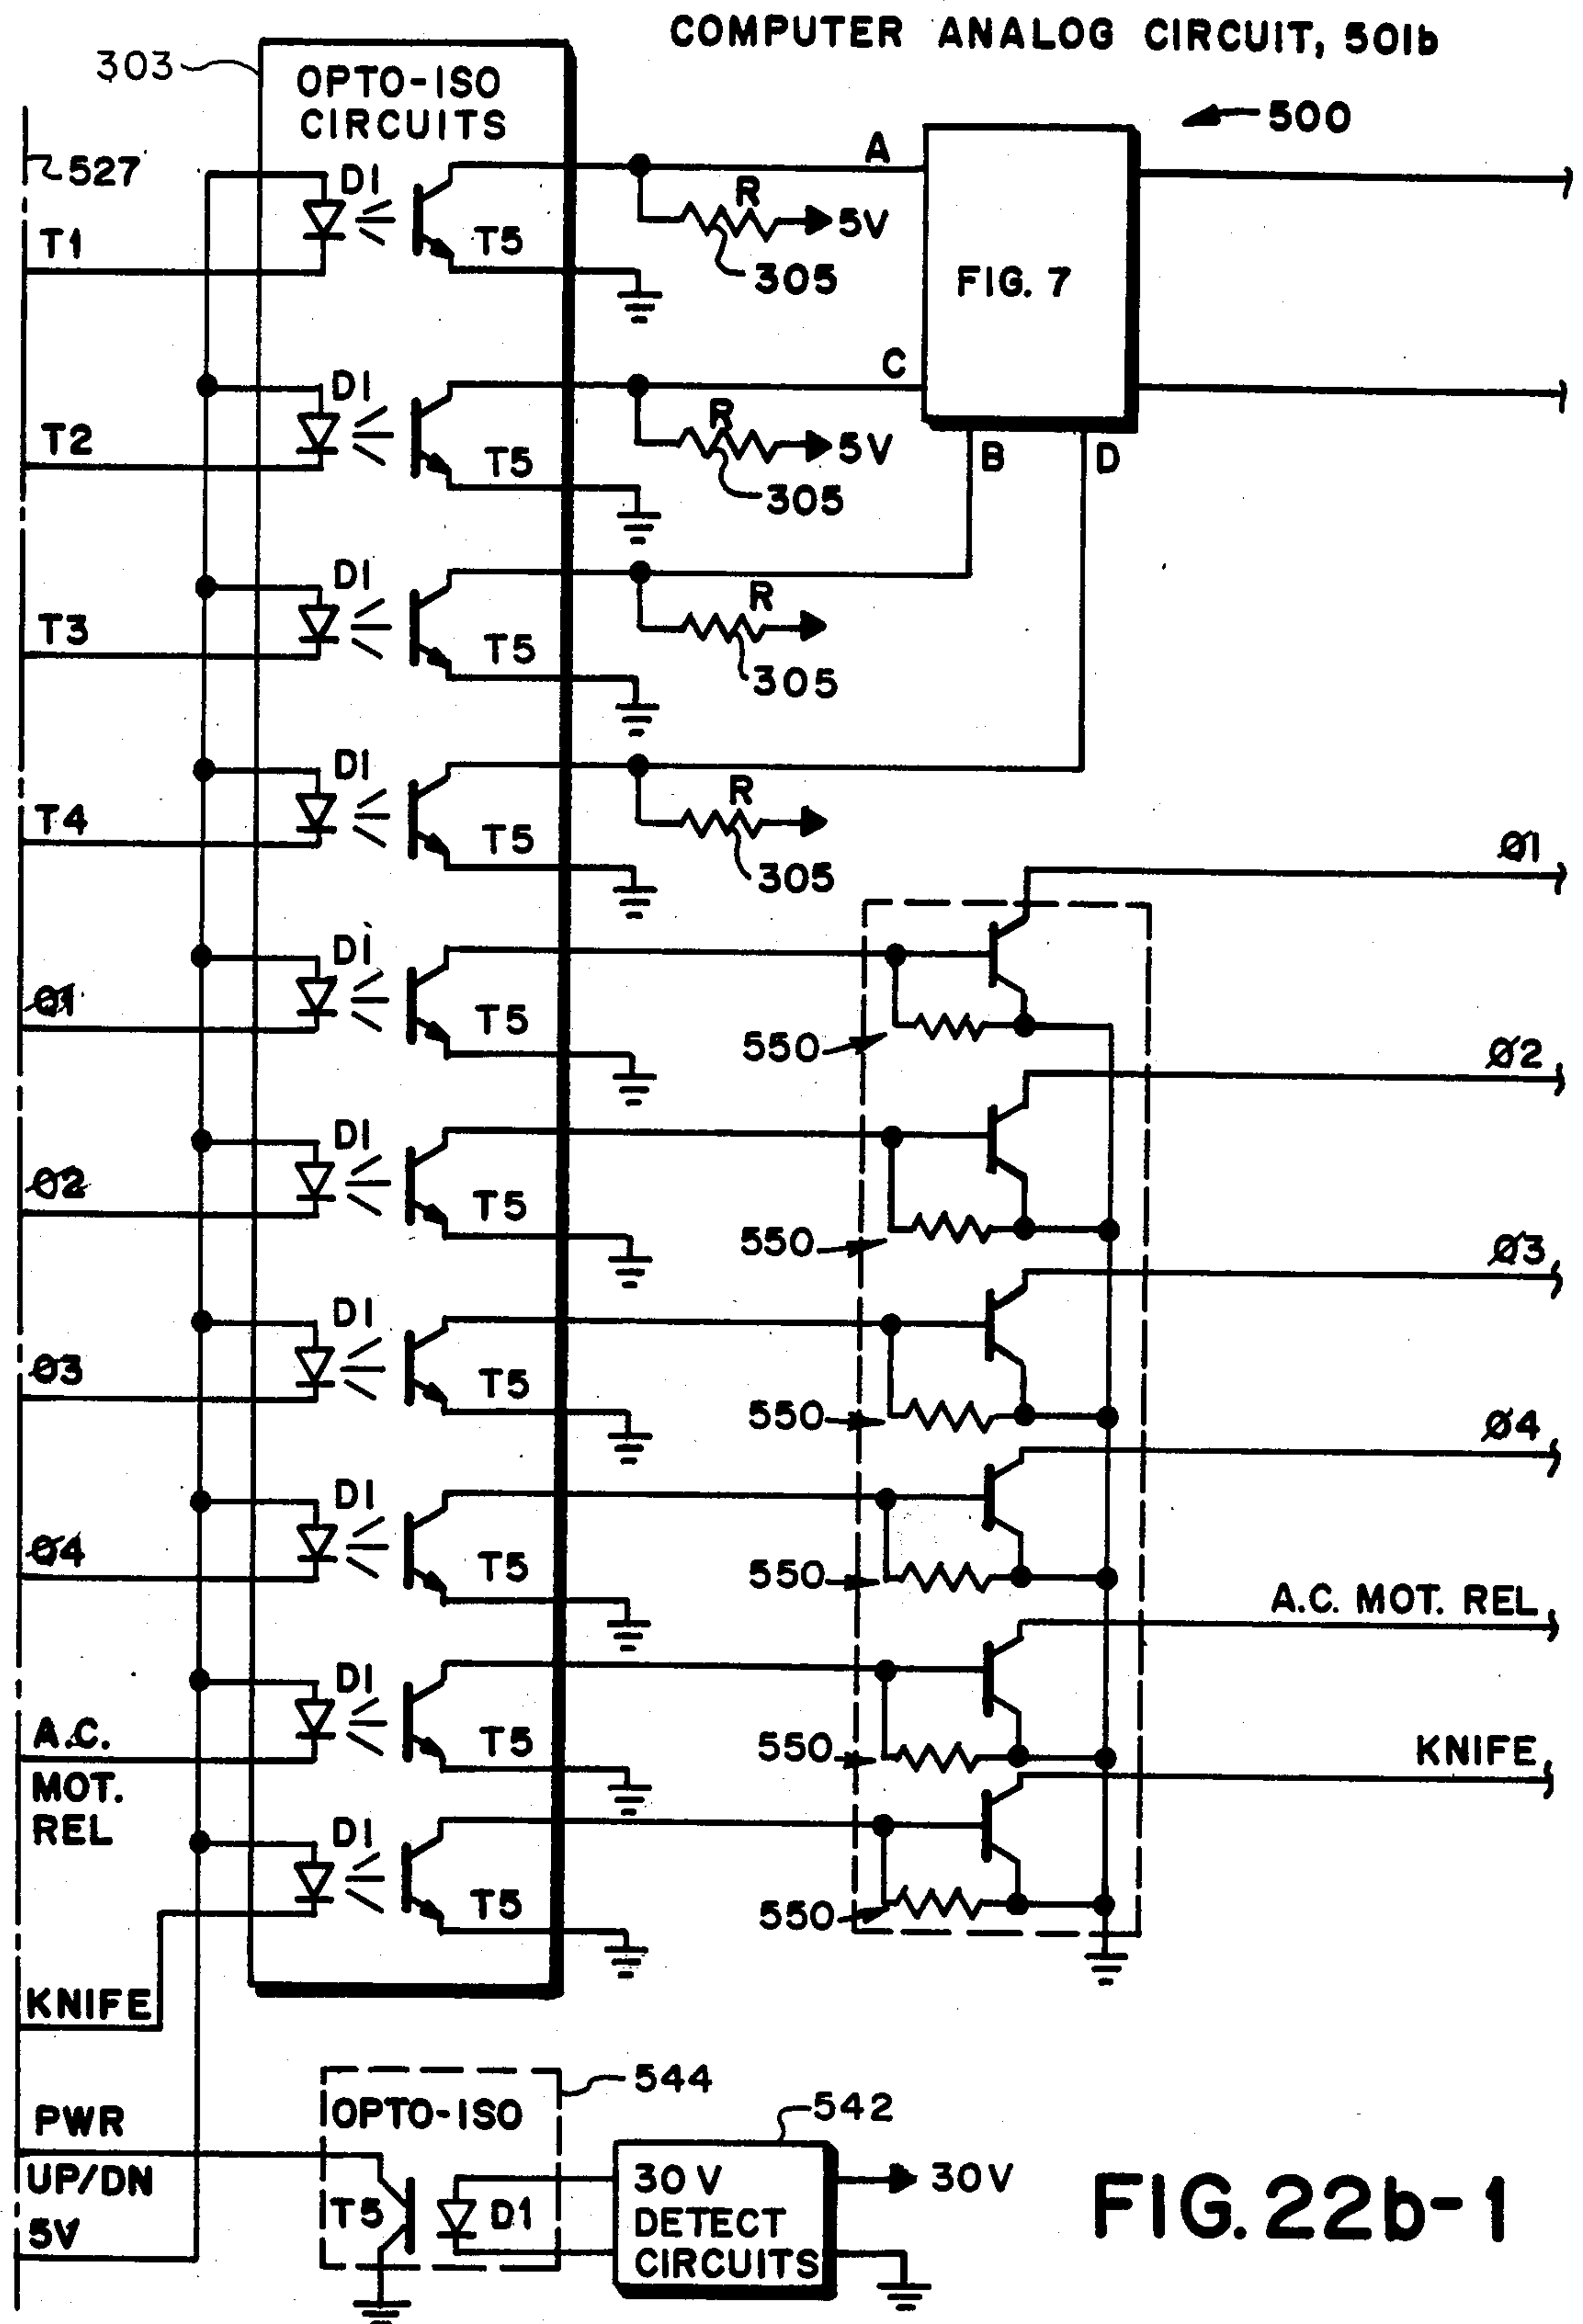 COMPUTER ANALOG CIRCUIT, 501b
303
OPTO-ISO
CIRCUITS
500
527
A
D1
R
5V
T1
T5
305
FIG. 7
C
D1
R
5V
T2
T5
305
B
D
D1
R
T3
T5
305
D1
R
T4
T5
305
Ø1
D1
Ø1
T5
550
Ø2
D1
Ø2
T5
550
Ø3
D1
Ø3
T5
550
Ø4
D1
Ø4
T5
550
A.C. MOT. REL
D1
A.C.
MOT.
REL
T5
550
KNIFE
D1
T5
550
KNIFE
544
PWR
UP/DN
OPTO-ISO
542
T5
D1
30V
DETECT
CIRCUITS
30V
5V
FIG. 22b-1